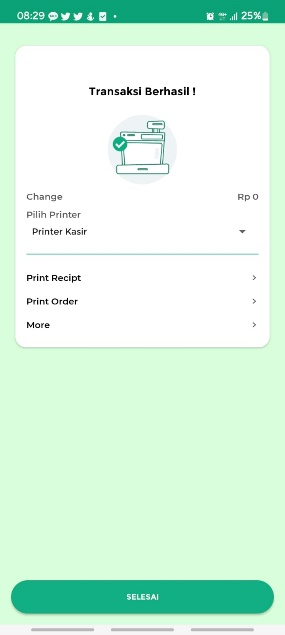 08:29
25%
Transaksi Berhasil !
Change Rp 0
Pilih Printer
Printer Kasir
Print Recipt
Print Order
More
SELESAI